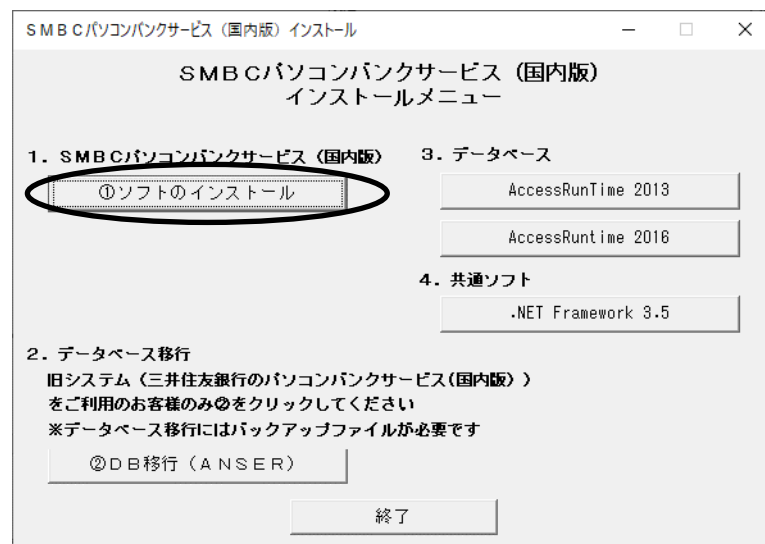 ＳＭＢＣパソコンバンクサービス（国内版）インストール
ＳＭＢＣパソコンバンクサービス（国内版）
インストールメニュー
１．ＳＭＢＣパソコンバンクサービス（国内版）
①ソフトのインストール
３．データベース
AccessRunTime 2013
AccessRuntime 2016
４．共通ソフト
.NET Framework 3.5
２．データベース移行
旧システム（三井住友銀行のパソコンバンクサービス(国内版)）
をご利用のお客様のみ②をクリックしてください
※データベース移行にはバックアップファイルが必要です
②ＤＢ移行（ＡＮＳＥＲ）
終了